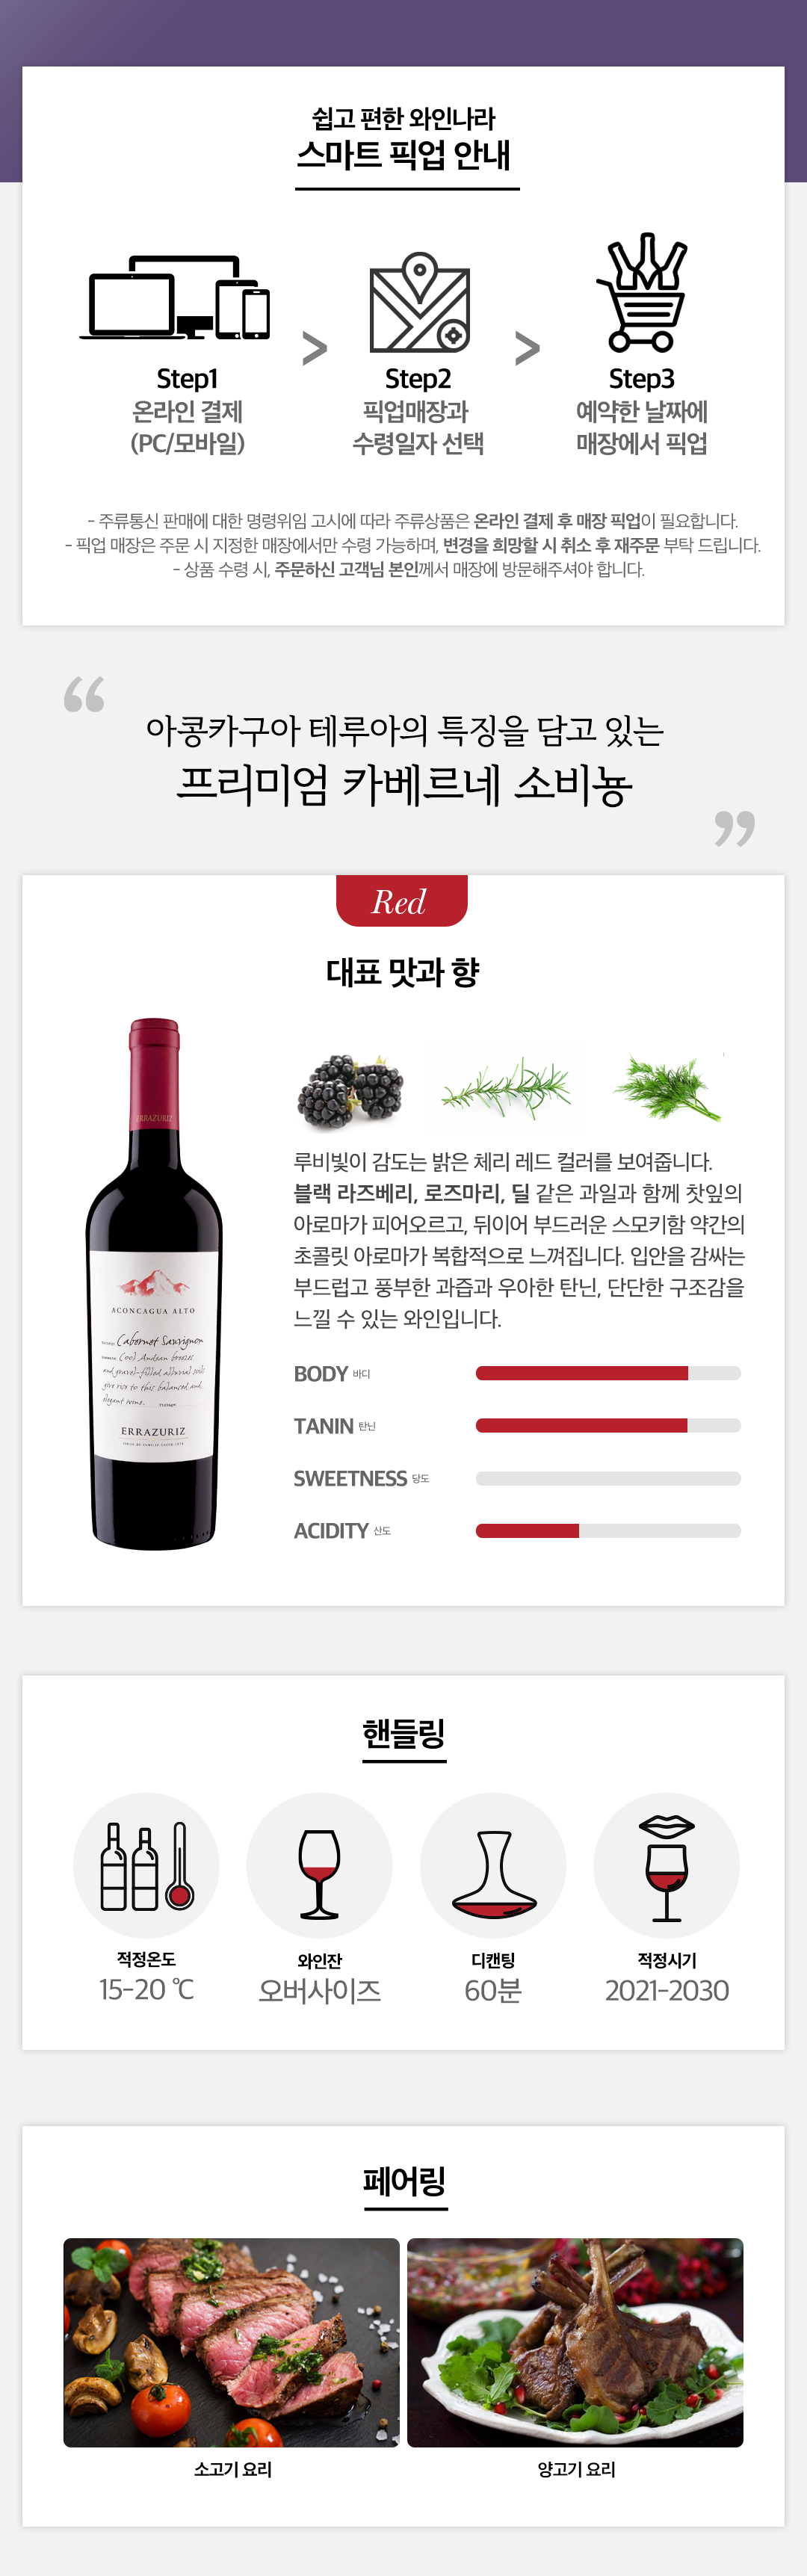 쉽고 편한 와인나라
스마트 픽업 안내
Step1
온라인 결제
(PC/모바일)
>
Step2
픽업매장과
수령일자 선택
>
Step3
예약한 날짜에
매장에서 픽업
- 주류통신 판매에 대한 명령위임 고시에 따라 주류상품은 온라인 결제 후 매장 픽업이 필요합니다.
- 픽업 매장은 주문 시 지정한 매장에서만 수령 가능하며, 변경을 희망할 시 취소 후 재주문 부탁 드립니다.
- 상품 수령 시, 주문하신 고객님 본인께서 매장에 방문해주셔야 합니다.
“
아콩카구아 테루아의 특징을 담고 있는
프리미엄 카베르네 소비뇽
”
Red
대표 맛과 향
ERRAZURIZ
ACONCAGUA ALTO
Cabernet Sauvignon
Cool Andean breezes
and gravel-filled alluvial soils
give rise to this balanced and
elegant wine.
ERRAZURIZ
루비빛이 감도는 밝은 체리 레드 컬러를 보여줍니다.
블랙 라즈베리, 로즈마리, 딜 같은 과일과 함께 찻잎의
아로마가 피어오르고, 뒤이어 부드러운 스모키함 약간의
초콜릿 아로마가 복합적으로 느껴집니다. 입안을 감싸는
부드럽고 풍부한 과즙과 우아한 탄닌, 단단한 구조감을
느낄 수 있는 와인입니다.
BODY 바디
TANIN 탄닌
SWEETNESS 당도
ACIDITY 산도
핸들링
적정온도
15-20 ℃
와인잔
오버사이즈
디캔팅
60분
적정시기
2021-2030
페어링
소고기 요리
양고기 요리